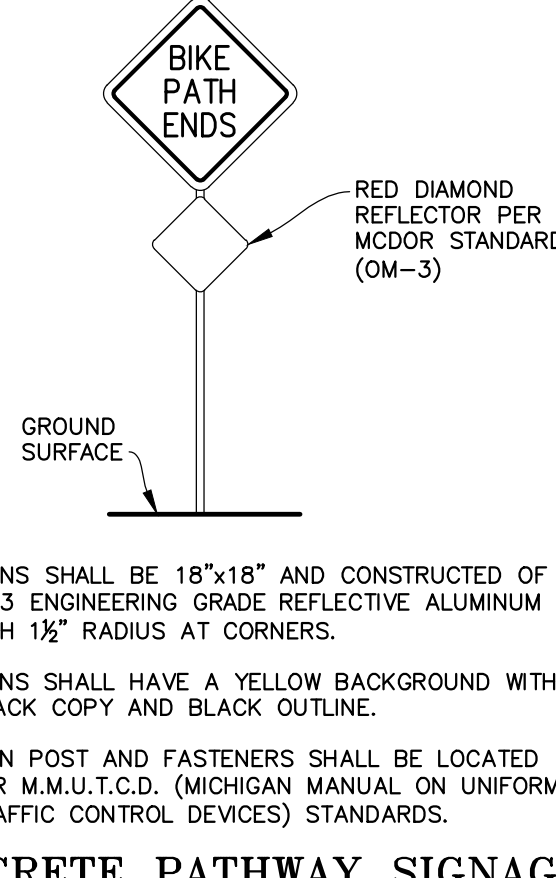 BIKE
PATH
ENDS
RED DIAMOND
REFLECTOR PER
MCDOR STANDARD
(OM-3)
GROUND
SURFACE
NS SHALL BE 18"x18" AND CONSTRUCTED OF
3 ENGINEERING GRADE REFLECTIVE ALUMINUM
H 1½" RADIUS AT CORNERS.
NS SHALL HAVE A YELLOW BACKGROUND WITH
ACK COPY AND BLACK OUTLINE.
N POST AND FASTENERS SHALL BE LOCATED
R M.M.U.T.C.D. (MICHIGAN MANUAL ON UNIFORM
AFFIC CONTROL DEVICES) STANDARDS.
CRETE PATHWAY SIGNAG